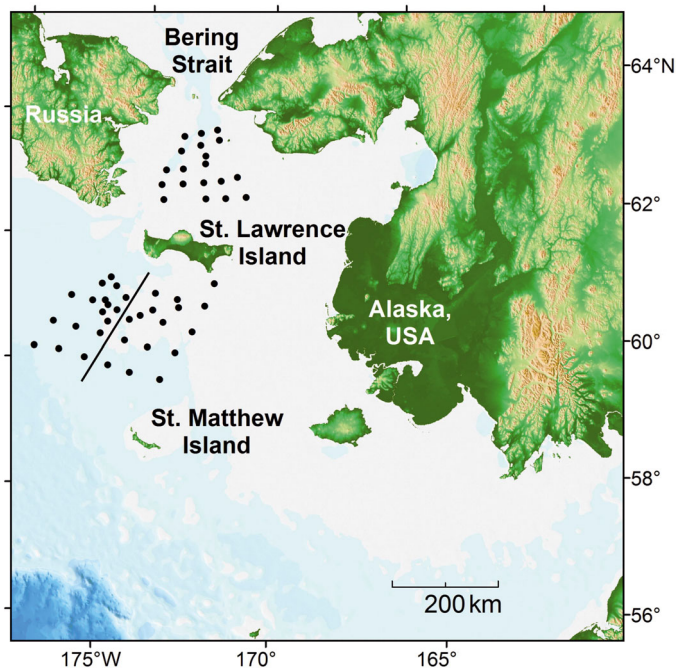 Bering
Strait
64°N
Russia
62°
St. Lawrence
Island
Alaska,
USA
60°
St. Matthew
Island
58°
200 km
56°
175°W
170°
165°